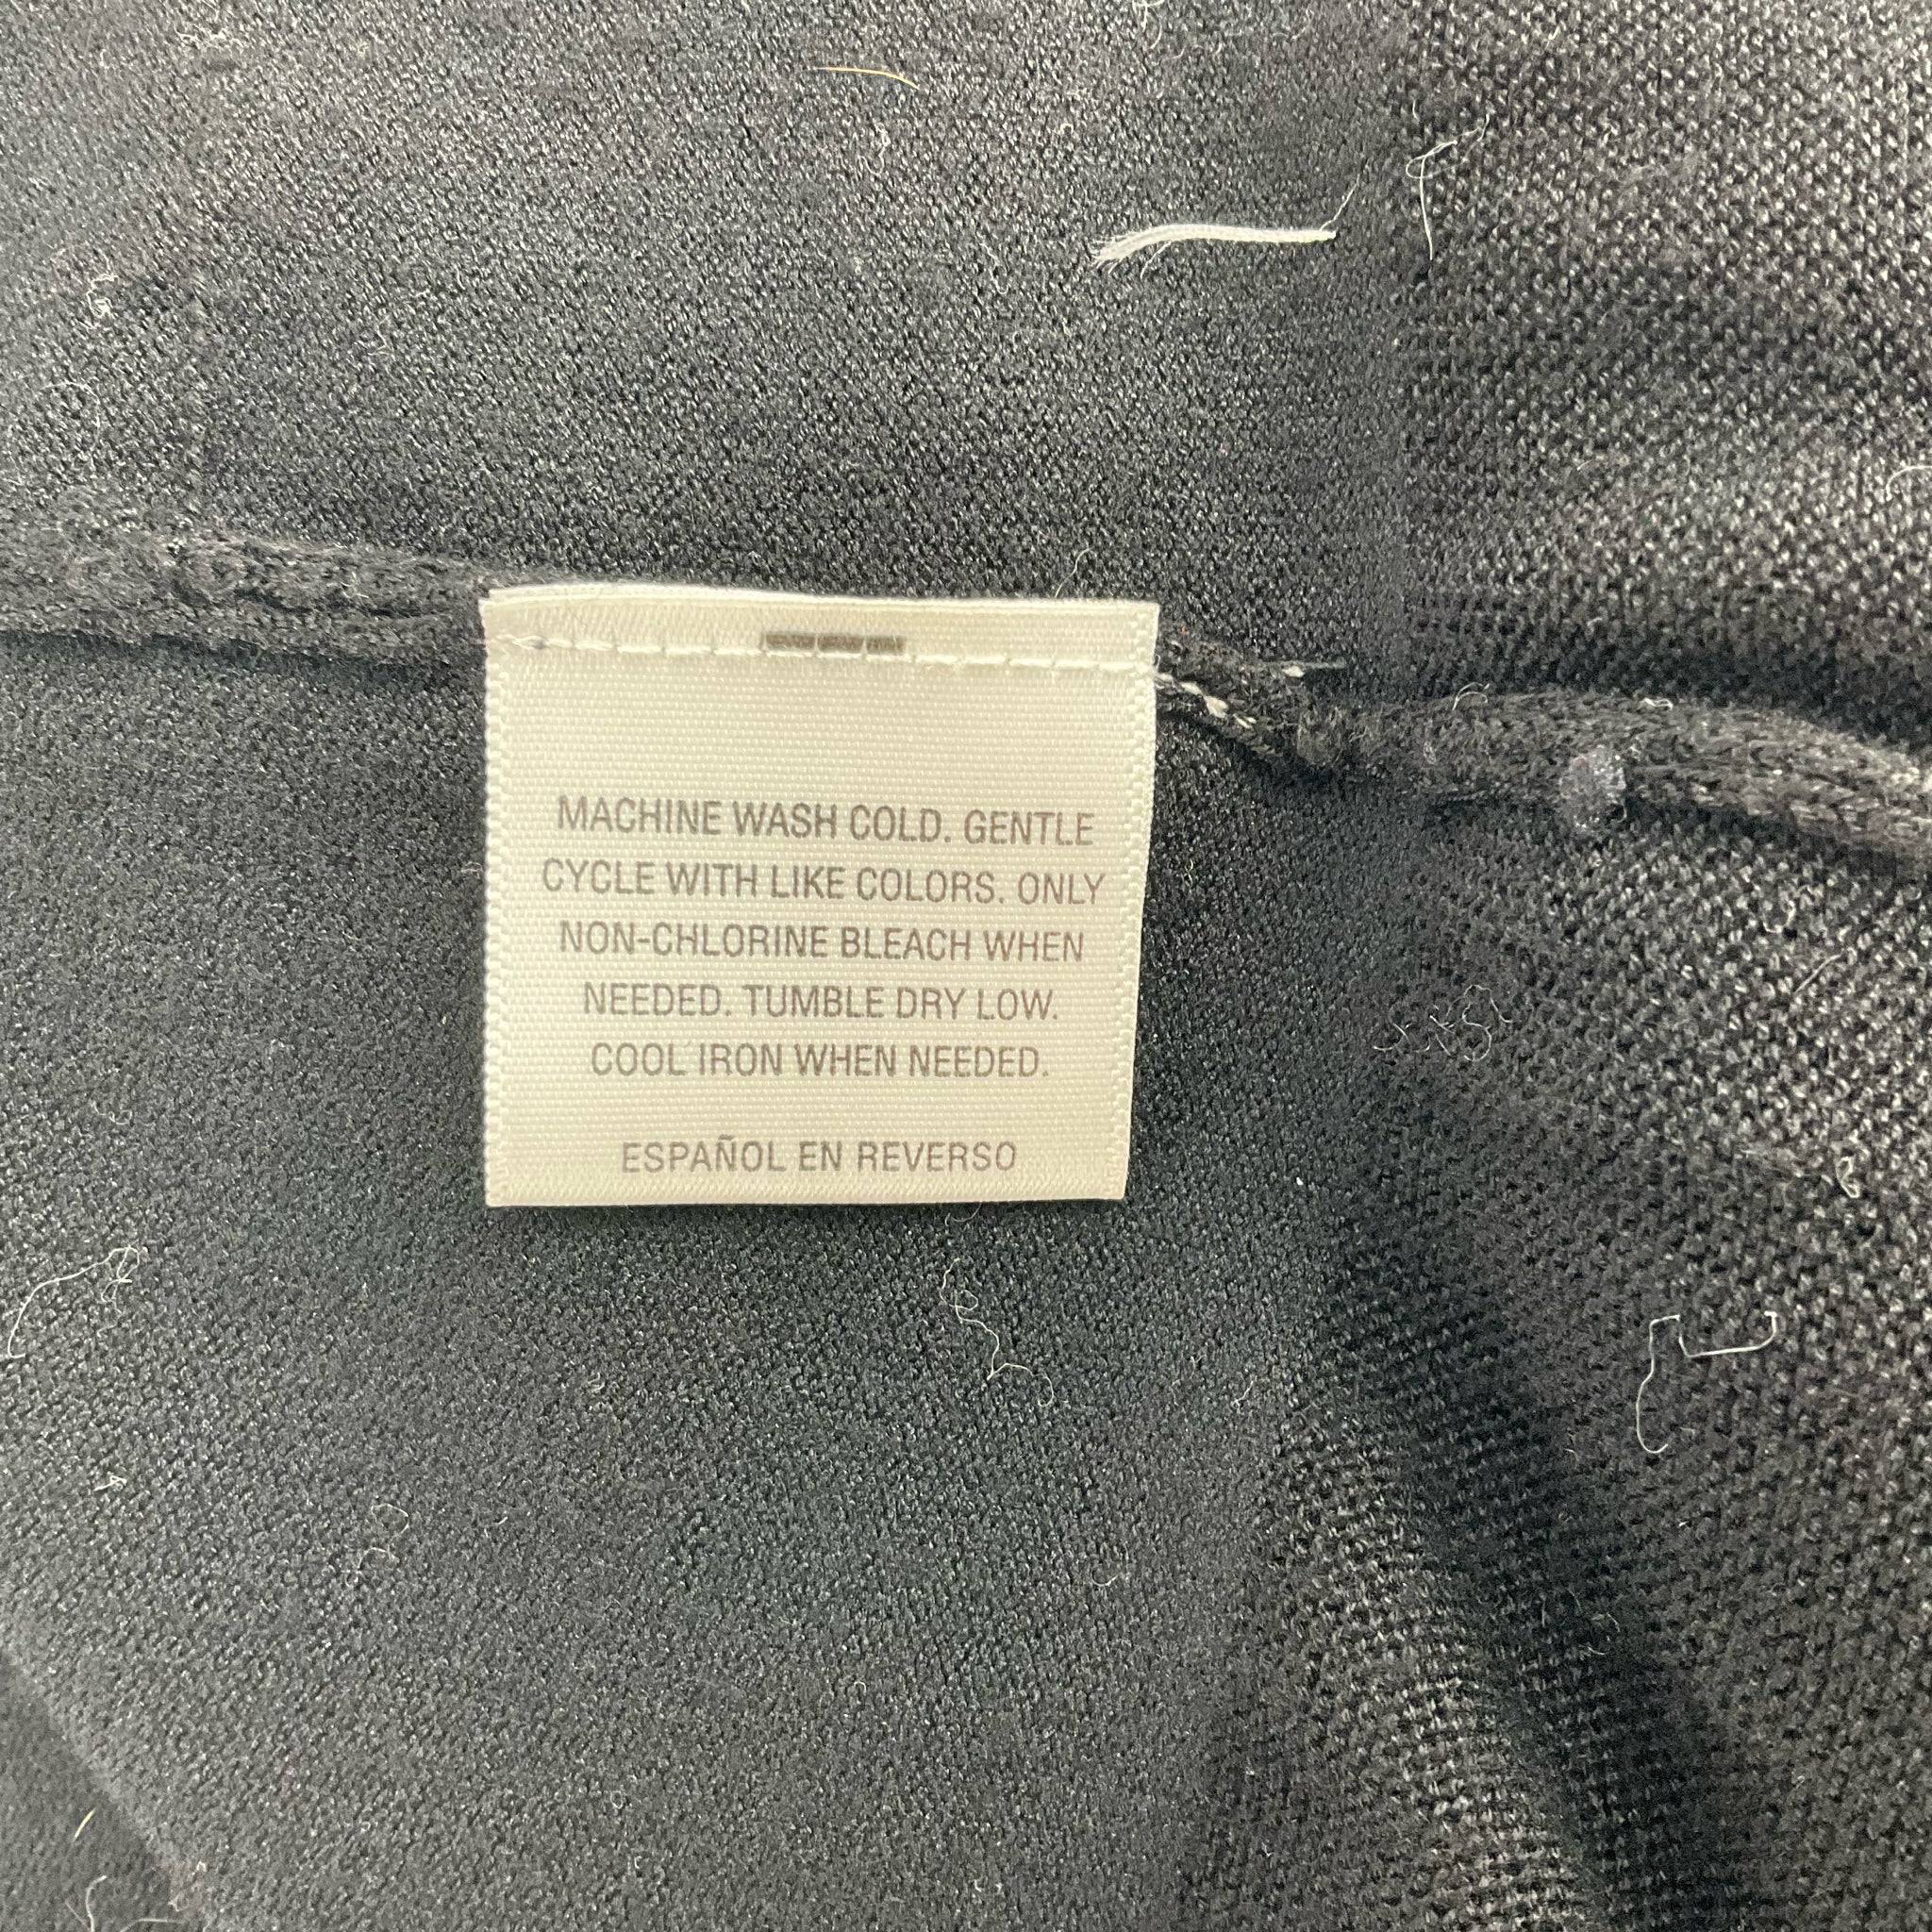 MACHINE WASH COLD. GENTLE
CYCLE WITH LIKE COLORS. ONLY
NON-CHLORINE BLEACH WHEN
NEEDED. TUMBLE DRY LOW.
COOL IRON WHEN NEEDED.
ESPAÑOL EN REVERSO